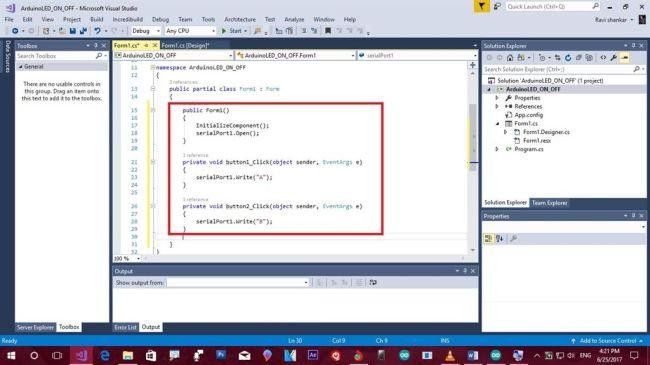 ArduinoLED_ON_OFF - Microsoft Visual Studio
Quick Launch (Ctrl+Q)
File Edit View Project Build Incredibuild Debug Team Tools Architecture Test Analyze Window Help
Ravi shankar
Debug Any CPU Start
Data Sources
Toolbox
Search Toolbox
General
There are no usable controls in
this group. Drag an item onto
this text to add it to the toolbox.
Server Explorer Toolbox
Form1.cs* Form1.cs [Design]*
ArduinoLED_ON_OFF ArduinoLED_ON_OFF.Form1 serialPort1
11 namespace ArduinoLED_ON_OFF
12 {
3 references
13 public partial class Form1 : Form
14 {
15 public Form1()
16 {
17 InitializeComponent();
18 serialPort1.Open();
19 }
20
1 reference
21 private void button1_Click(object sender, EventArgs e)
22 {
23 serialPort1.Write("A");
24 }
25
1 reference
26 private void button2_Click(object sender, EventArgs e)
27 {
28 serialPort1.Write("B");
29 }
30
31 }
32 }
100 %
Output
Show output from:
Error List Output
Solution Explorer
Search Solution Explorer (Ctrl+;)
Solution 'ArduinoLED_ON_OFF' (1 project)
ArduinoLED_ON_OFF
Properties
References
App.config
Form1.cs
Form1.Designer.cs
Form1.resx
Program.cs
Solution Explorer Team Explorer
Properties
Ready Ln 30 Col 9 Ch 9 INS Add to Source Control
ENG 4:21 PM
6/25/2017